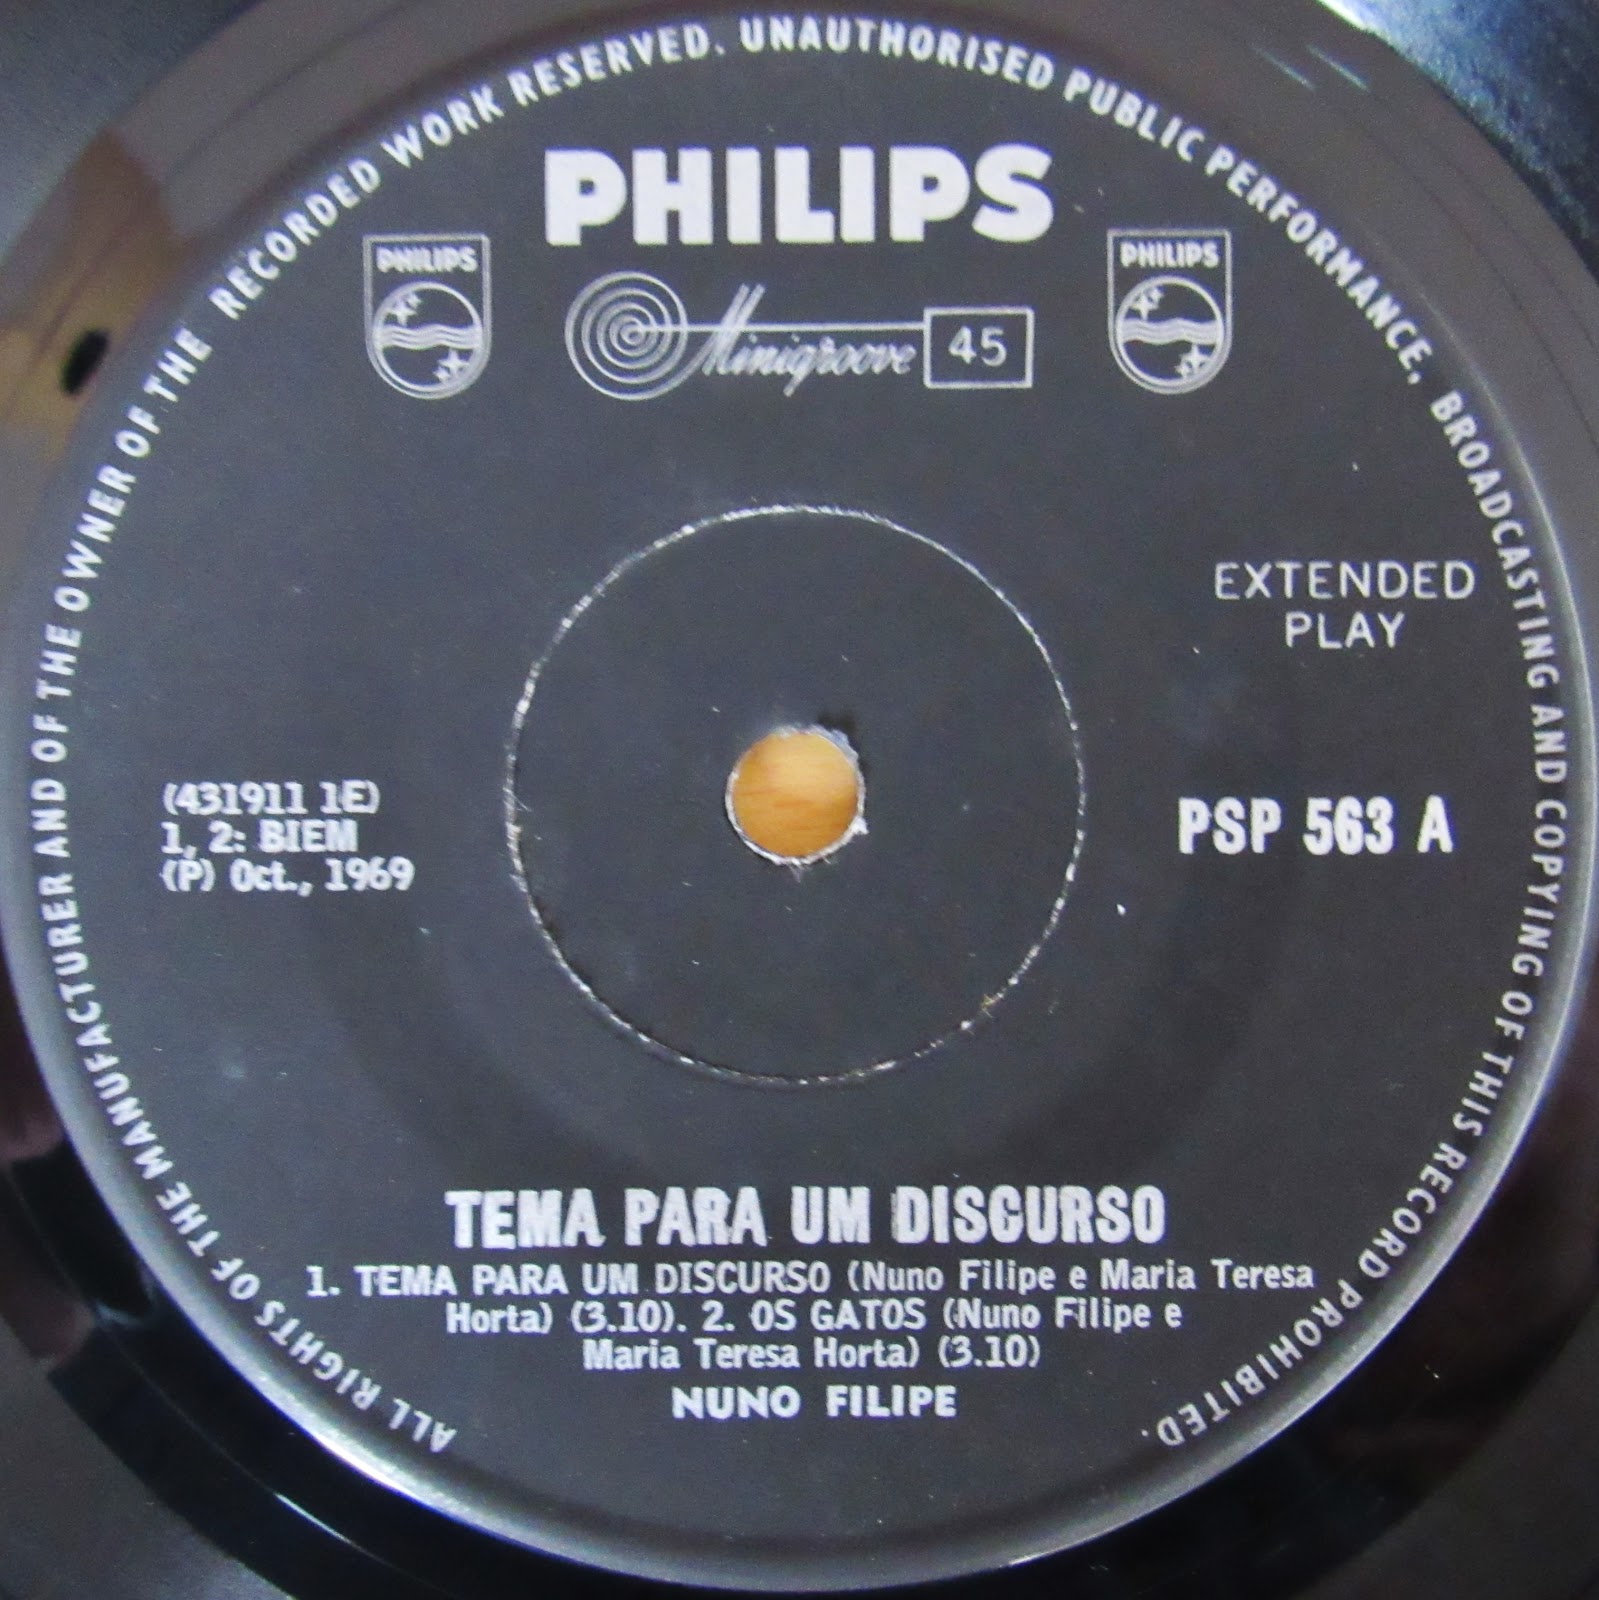 ALL RIGHTS OF THE MANUFACTURER AND OF THE OWNER OF THE RECORDED WORK RESERVED. UNAUTHORISED PUBLIC PERFORMANCE, BROADCASTING AND COPYING OF THIS RECORD PROHIBITED.
PHILIPS
PHILIPS
PHILIPS
Minigroove 45
EXTENDED
PLAY
(431911 1E)
1, 2: BIEM
(P) Oct., 1969
PSP 563 A
TEMA PARA UM DISCURSO
1. TEMA PARA UM DISCURSO (Nuno Filipe e Maria Teresa
Horta) (3.10). 2. OS GATOS (Nuno Filipe e
Maria Teresa Horta) (3.10)
NUNO FILIPE